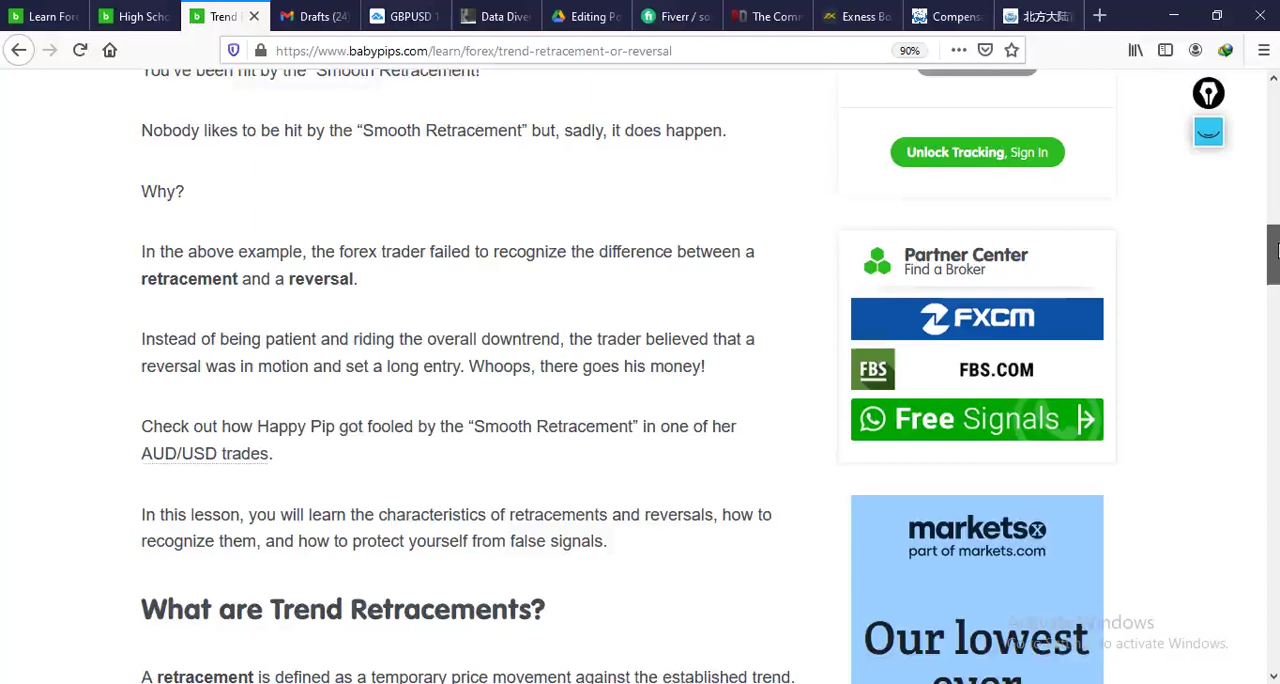 Learn Fore
High Scho
Trend
Drafts (24
GBPUSD
Data Dive
Editing Po
Fiverr / so
The Com
Exness Bo
Compens
北方大陆
https://www.babypips.com/learn/forex/trend-retracement-or-reversal
90%
You've been hit by the “Smooth Retracement!
Nobody likes to be hit by the “Smooth Retracement” but, sadly, it does happen.
Why?
In the above example, the forex trader failed to recognize the difference between a
retracement and a reversal.
Instead of being patient and riding the overall downtrend, the trader believed that a
reversal was in motion and set a long entry. Whoops, there goes his money!
Check out how Happy Pip got fooled by the “Smooth Retracement” in one of her
AUD/USD trades.
In this lesson, you will learn the characteristics of retracements and reversals, how to
recognize them, and how to protect yourself from false signals.
What are Trend Retracements?
A retracement is defined as a temporary price movement against the established trend.
Unlock Tracking, Sign In
Partner Center
Find a Broker
FXCM
FBS FBS.COM
Free Signals
marketsx
part of markets.com
Our lowest
ever
Activate Windows
to activate Windows.